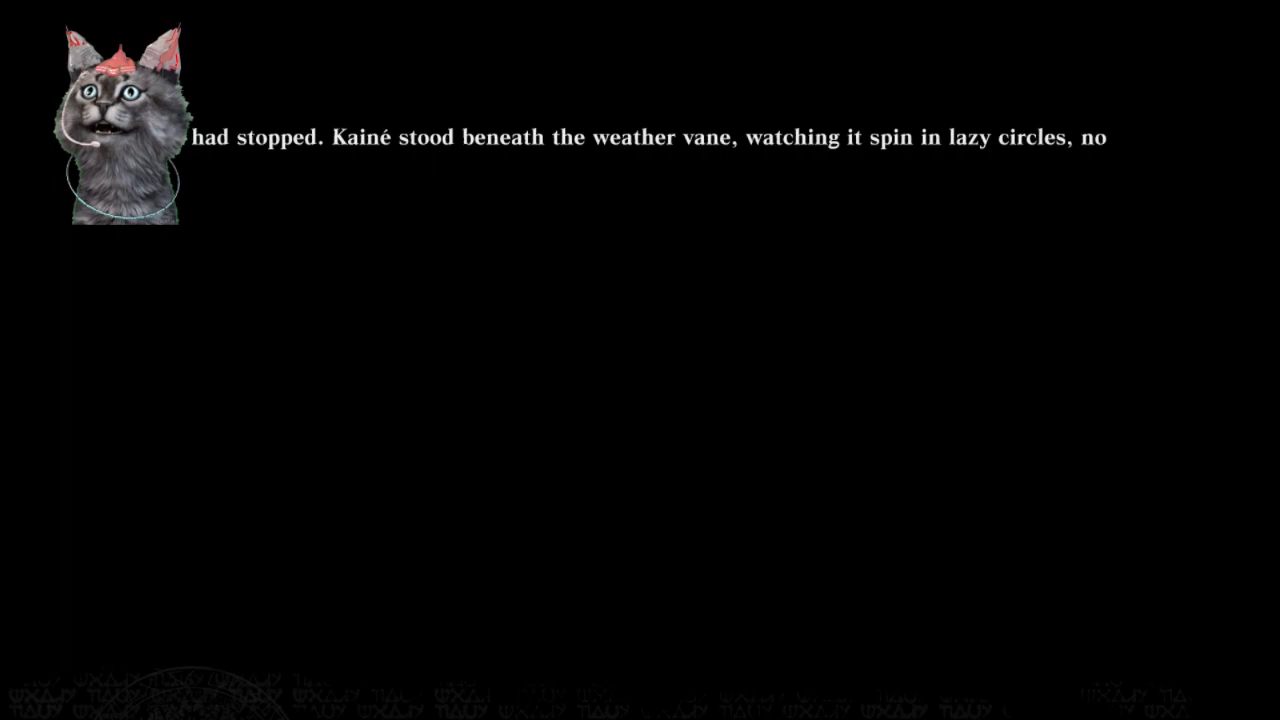 had stopped. Kainé stood beneath the weather vane, watching it spin in lazy circles, no